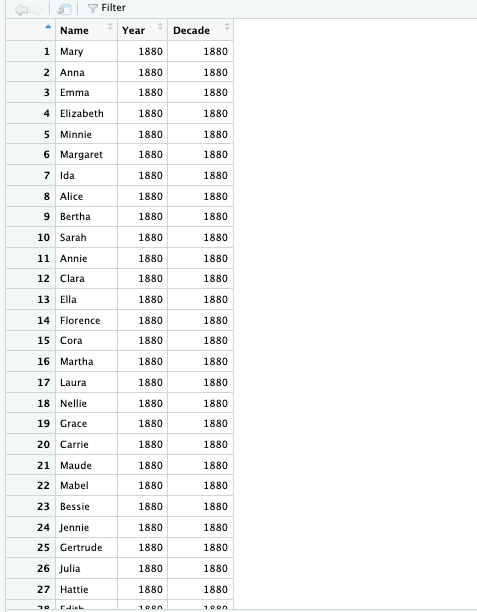 Filter
Name Year Decade
1 Mary 1880 1880
2 Anna 1880 1880
3 Emma 1880 1880
4 Elizabeth 1880 1880
5 Minnie 1880 1880
6 Margaret 1880 1880
7 Ida 1880 1880
8 Alice 1880 1880
9 Bertha 1880 1880
10 Sarah 1880 1880
11 Annie 1880 1880
12 Clara 1880 1880
13 Ella 1880 1880
14 Florence 1880 1880
15 Cora 1880 1880
16 Martha 1880 1880
17 Laura 1880 1880
18 Nellie 1880 1880
19 Grace 1880 1880
20 Carrie 1880 1880
21 Maude 1880 1880
22 Mabel 1880 1880
23 Bessie 1880 1880
24 Jennie 1880 1880
25 Gertrude 1880 1880
26 Julia 1880 1880
27 Hattie 1880 1880
28 Edith 1880 1880